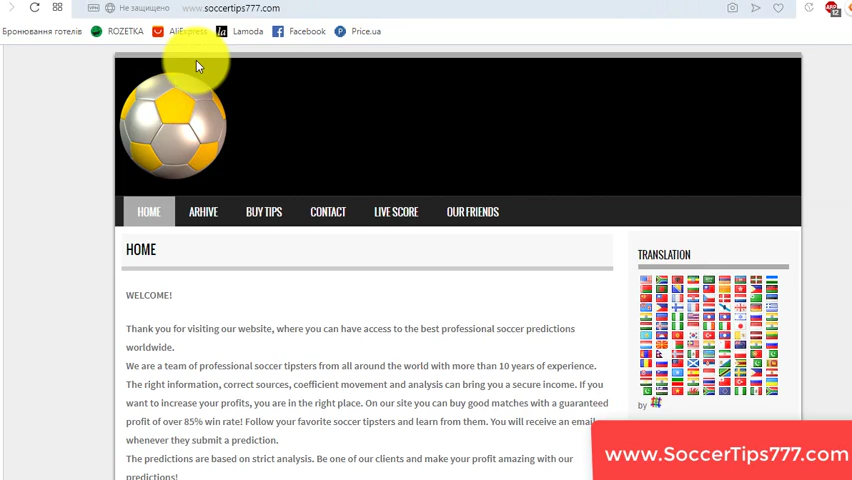 VPN Не защищено www.soccertips777.com
12
Бронювання готелів ROZETKA AliExpress la Lamoda Facebook P Price.ua
HOME ARHIVE BUY TIPS CONTACT LIVE SCORE OUR FRIENDS
HOME
TRANSLATION
WELCOME!
Thank you for visiting our website, where you can have access to the best professional soccer predictions
worldwide.
We are a team of professional soccer tipsters from all around the world with more than 10 years of experience.
The right information, correct sources, coefficient movement and analysis can bring you a secure income. If you
want to increase your profits, you are in the right place. On our site you can buy good matches with a guaranteed
profit of over 85% win rate! Follow your favorite soccer tipsters and learn from them. You will receive an email
whenever they submit a prediction.
The predictions are based on strict analysis. Be one of our clients and make your profit amazing with our
predictions!
by #
www.SoccerTips777.com